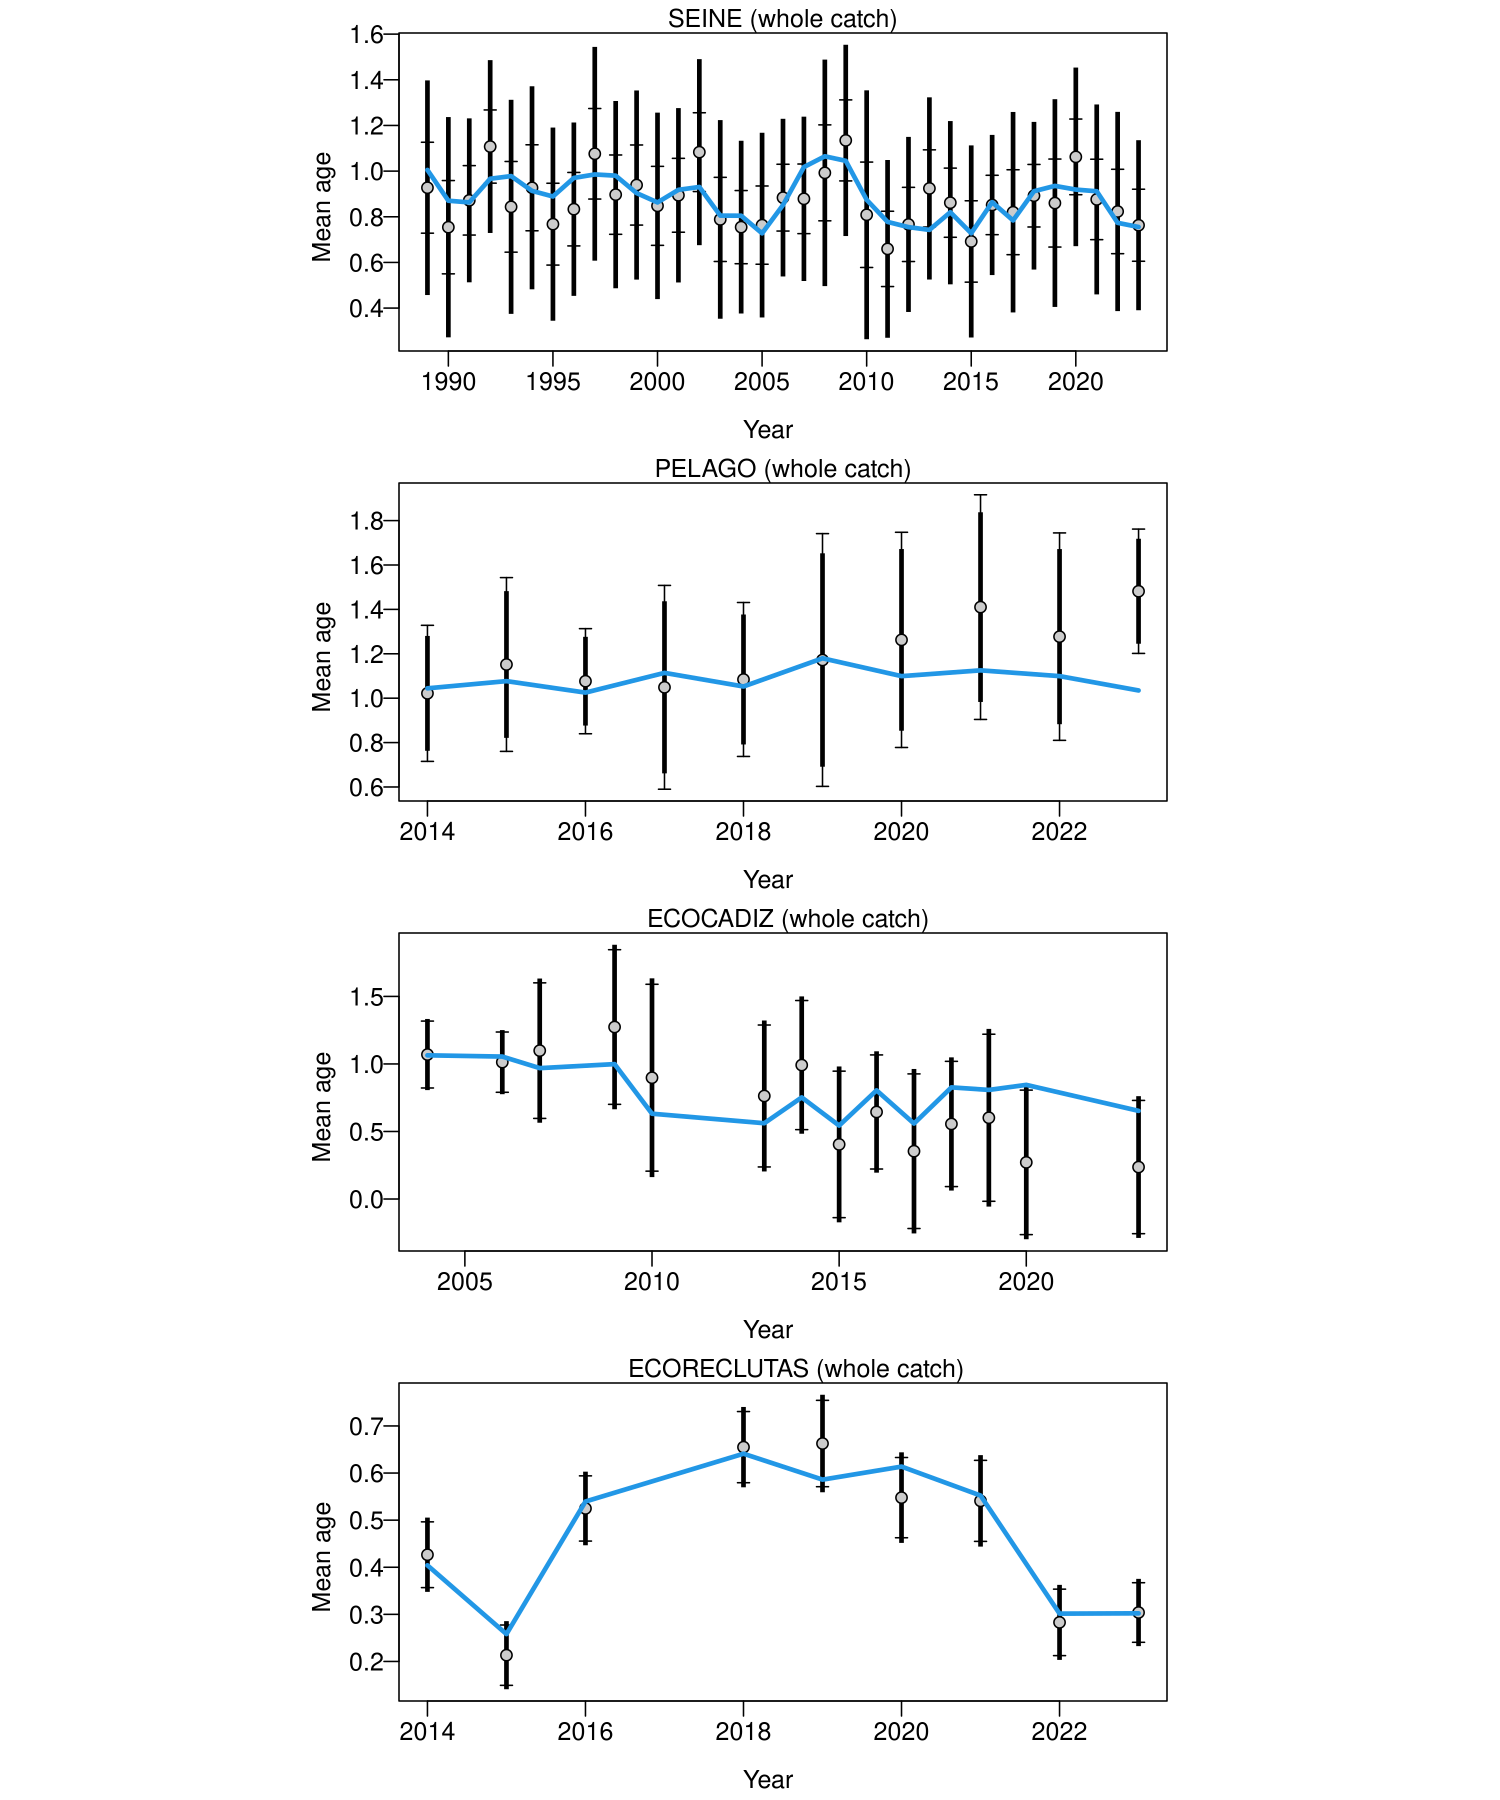 SEINE (whole catch)
Mean age
1.6
1.4
1.2
1.0
0.8
0.6
0.4
1990 1995 2000 2005 2010 2015 2020
Year
PELAGO (whole catch)
Mean age
1.8
1.6
1.4
1.2
1.0
0.8
0.6
2014 2016 2018 2020 2022
Year
ECOCADIZ (whole catch)
Mean age
1.5
1.0
0.5
0.0
2005 2010 2015 2020
Year
ECORECLUTAS (whole catch)
Mean age
0.7
0.6
0.5
0.4
0.3
0.2
2014 2016 2018 2020 2022
Year